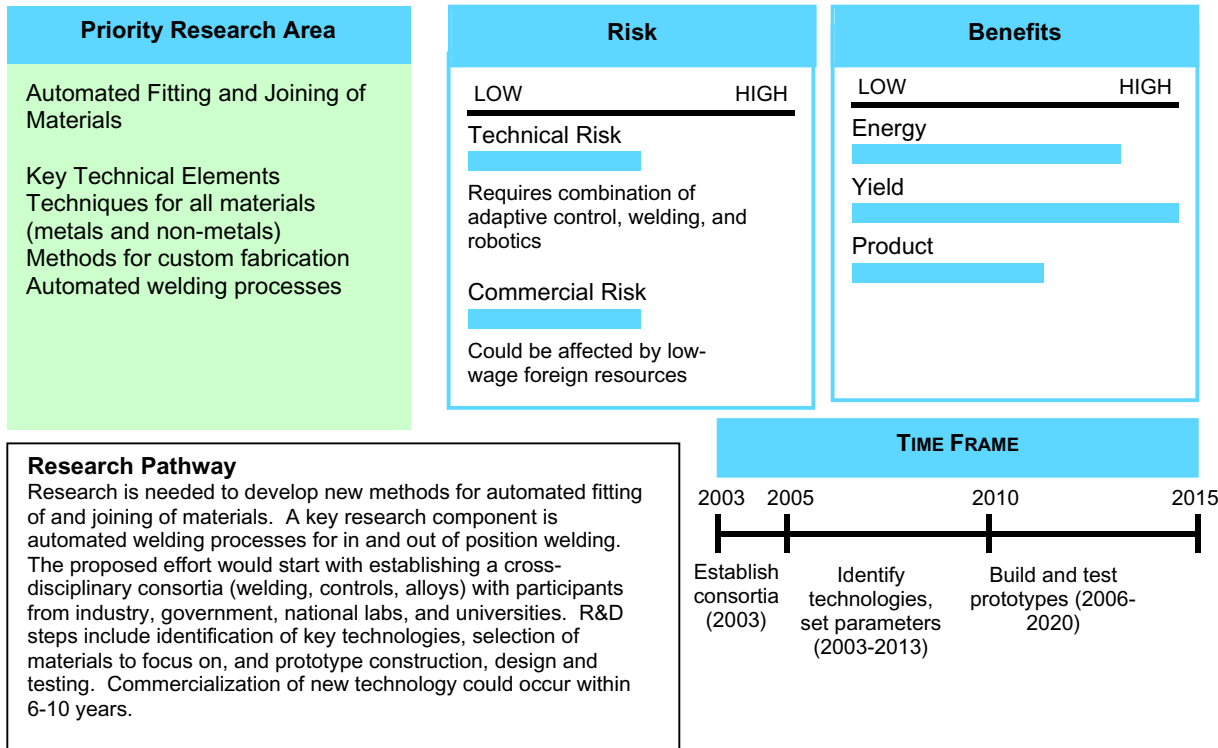 Priority Research Area
Automated Fitting and Joining of
Materials
Key Technical Elements
Techniques for all materials
(metals and non-metals)
Methods for custom fabrication
Automated welding processes
Risk
LOW HIGH
Technical Risk
Requires combination of
adaptive control, welding, and
robotics
Commercial Risk
Could be affected by low-
wage foreign resources
Benefits
LOW HIGH
Energy
Yield
Product
Research Pathway
Research is needed to develop new methods for automated fitting
of and joining of materials. A key research component is
automated welding processes for in and out of position welding.
The proposed effort would start with establishing a cross-
disciplinary consortia (welding, controls, alloys) with participants
from industry, government, national labs, and universities. R&D
steps include identification of key technologies, selection of
materials to focus on, and prototype construction, design and
testing. Commercialization of new technology could occur within
6-10 years.
TIME FRAME
2003 2005 2010 2015
Establish
consortia
(2003)
Identify
technologies,
set parameters
(2003-2013)
Build and test
prototypes (2006-
2020)